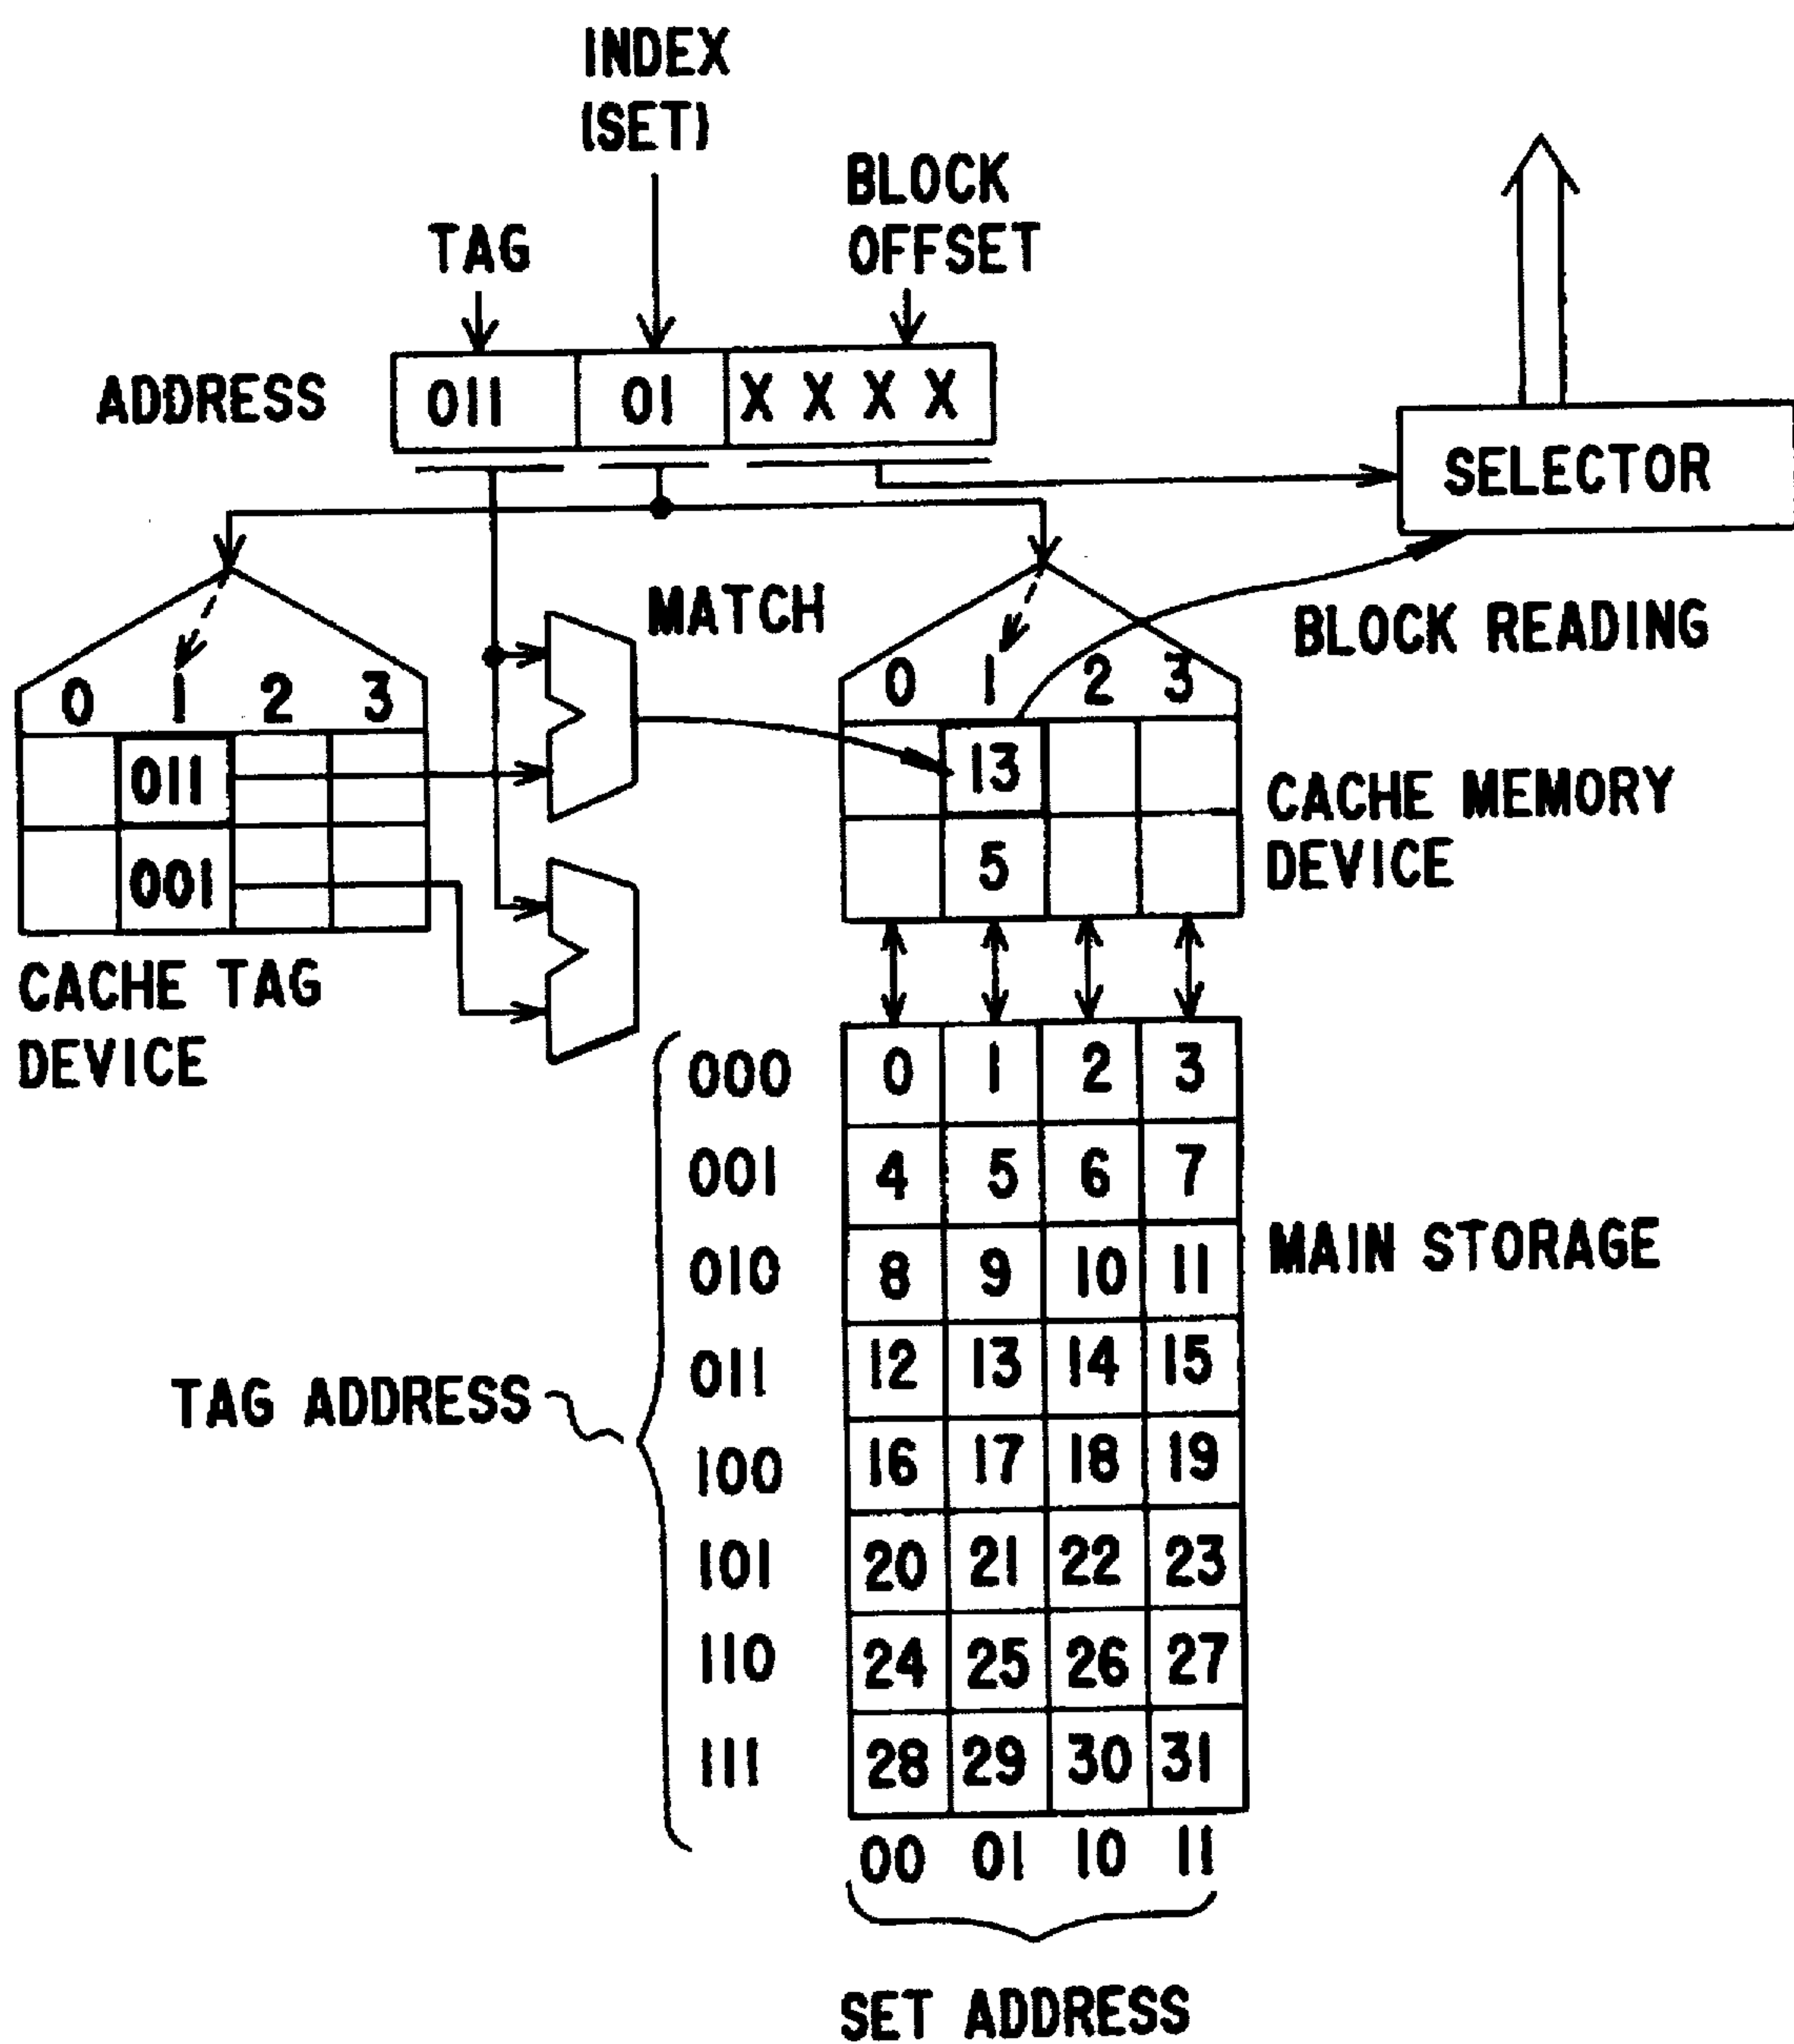 INDEX
(SET)
BLOCK
OFFSET
TAG
ADDRESS
011 01 X X X X
SELECTOR
MATCH
BLOCK READING
0 1 2 3
011
001
CACHE TAG
DEVICE
0 1 2 3
13
5
CACHE MEMORY
DEVICE
000 0 1 2 3
001 4 5 6 7
010 8 9 10 11
011 12 13 14 15
100 16 17 18 19
101 20 21 22 23
110 24 25 26 27
111 28 29 30 31
MAIN STORAGE
TAG ADDRESS
00 01 10 11
SET ADDRESS